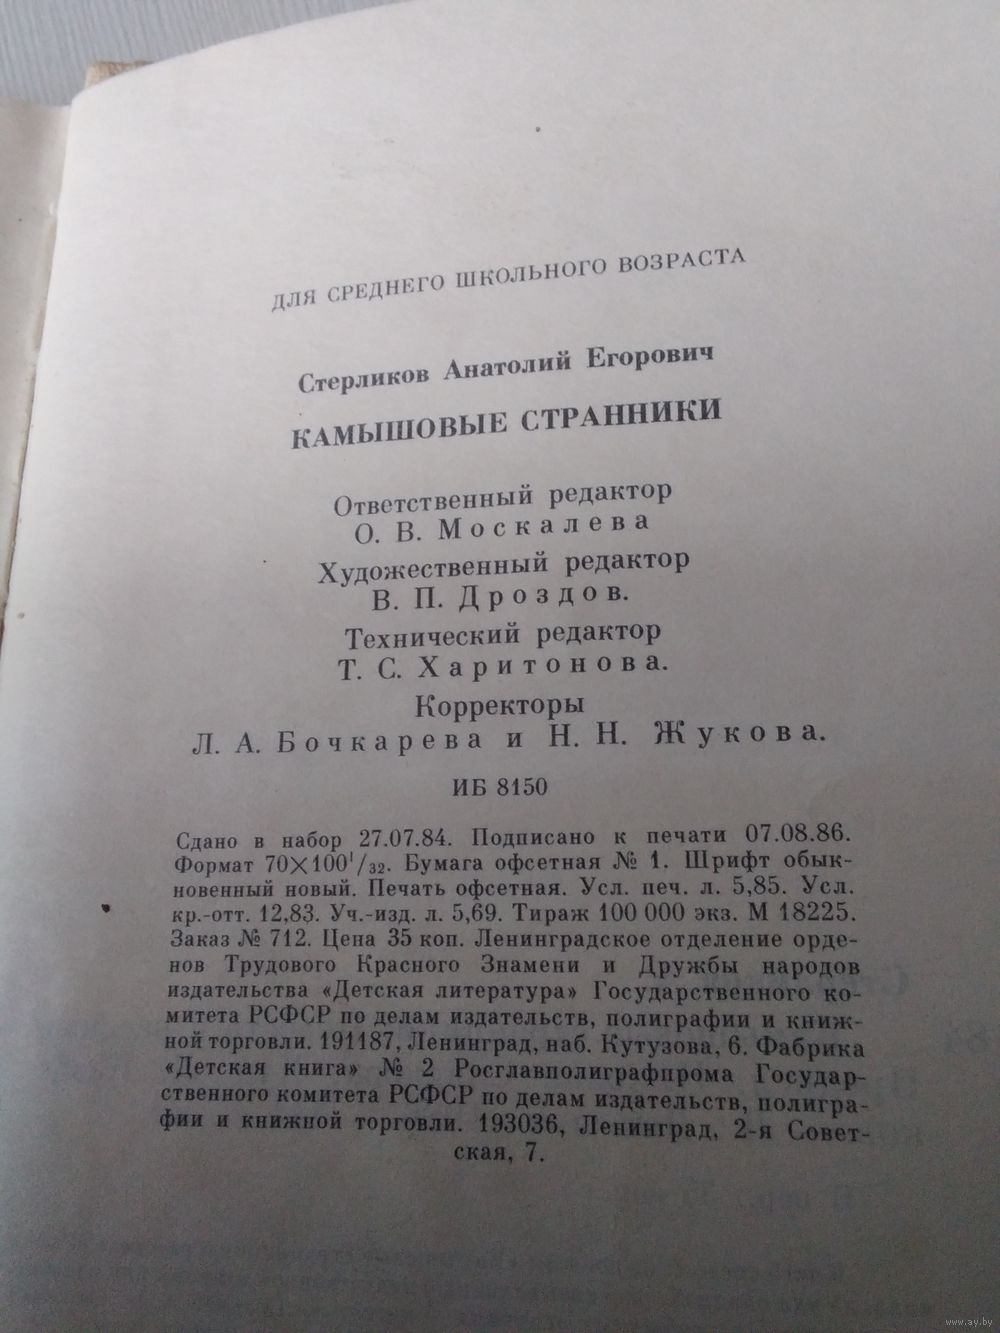 ДЛЯ СРЕДНЕГО ШКОЛЬНОГО ВОЗРАСТА
Стерликов Анатолий Егорович
КАМЫШОВЫЕ СТРАННИКИ
Ответственный редактор
О. В. Москалева
Художественный редактор
В. П. Дроздов.
Технический редактор
Т. С. Харитонова.
Корректоры
Л. А. Бочкарева и Н. Н. Жукова.
ИБ 8150
Сдано в набор 27.07.84. Подписано к печати 07.08.86.
Формат 70×100 1/32. Бумага офсетная № 1. Шрифт обык-
новенный новый. Печать офсетная. Усл. печ. л. 5,85. Усл.
кр.-отт. 12,83. Уч.-изд. л. 5,69. Тираж 100 000 экз. М 18225.
Заказ № 712. Цена 35 коп. Ленинградское отделение орде-
нов Трудового Красного Знамени и Дружбы народов
издательства «Детская литература» Государственного ко-
митета РСФСР по делам издательств, полиграфии и книж-
ной торговли. 191187, Ленинград, наб. Кутузова, 6. Фабрика
«Детская книга» № 2 Росглавполиграфпрома Государ-
ственного комитета РСФСР по делам издательств, полигра-
фии и книжной торговли. 193036, Ленинград, 2-я Совет-
ская, 7.
www.ay.by